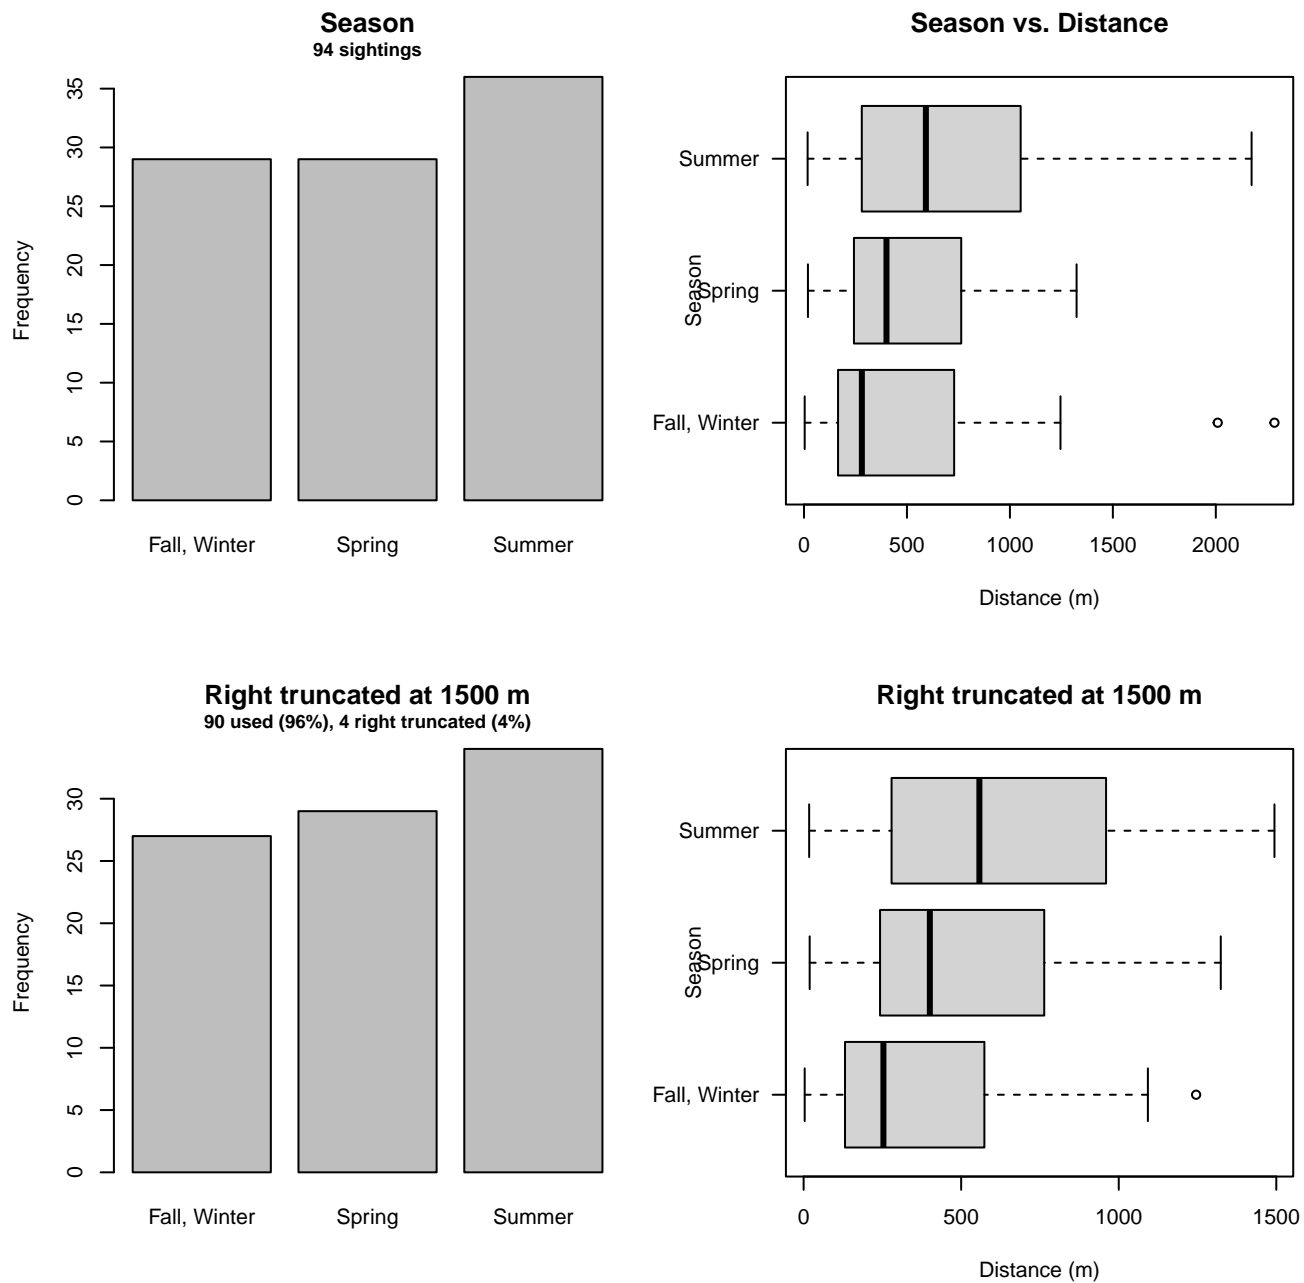 Season
94 sightings
Frequency
0
5
10
15
20
25
30
35
Fall, Winter
Spring
Summer
Season vs. Distance
Season
Summer
Spring
Fall, Winter
0 500 1000 1500 2000
Distance (m)
Right truncated at 1500 m
90 used (96%), 4 right truncated (4%)
Frequency
0
5
10
15
20
25
30
Fall, Winter
Spring
Summer
Right truncated at 1500 m
Season
Summer
Spring
Fall, Winter
0 500 1000 1500
Distance (m)